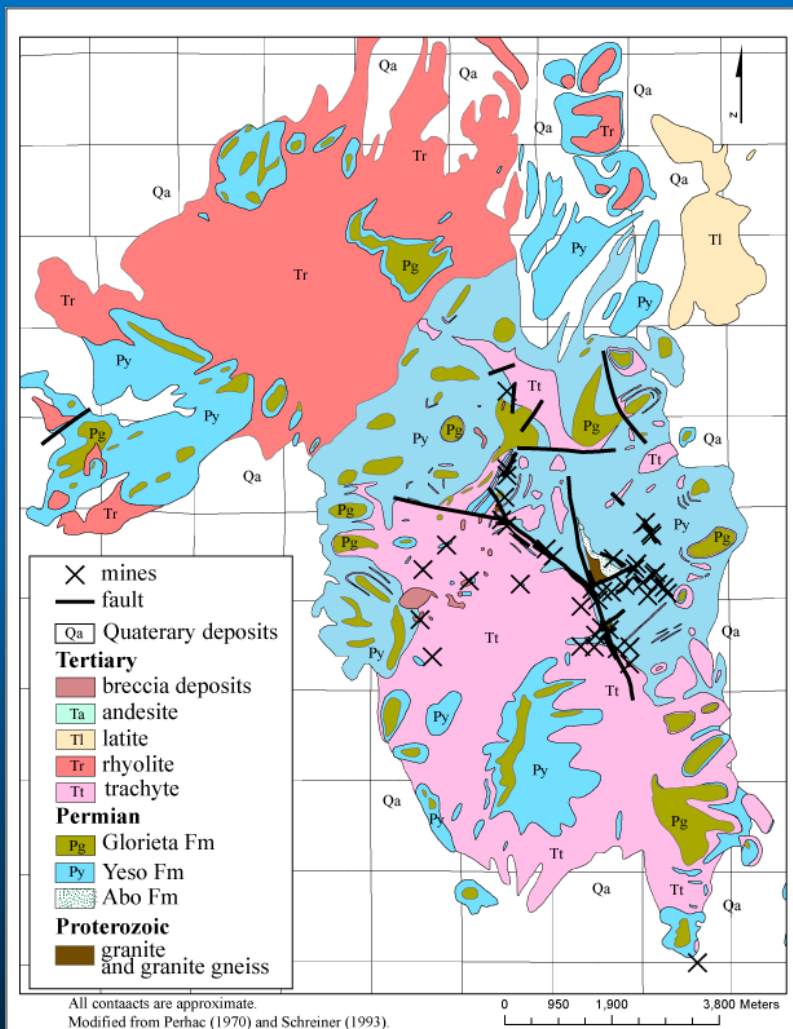 Qa
Qa
Qa
Qa
Tr
Qa
Tr
Qa
Qa
z
Py
Tl
Pg
Tr
Tr
Py
Py
Tt
Py
Pg
Py
Pg
Pg
Qa
Tt
Qa
Tr
Pg
Py
Pg
Pg
Tt
Qa
Py
Tt
Py
Py
Qa
Py
Pg
Tt
Qa
Tt
Qa
mines
fault
Qa Quaterary deposits
Tertiary
breccia deposits
Ta andesite
Tl latite
Tr rhyolite
Tt trachyte
Permian
Pg Glorieta Fm
Py Yeso Fm
Abo Fm
Proterozoic
granite
and granite gneiss
All contaacts are approximate.
Modified from Perhac (1970) and Schreiner (1993).
0 950 1,900 3,800 Meters